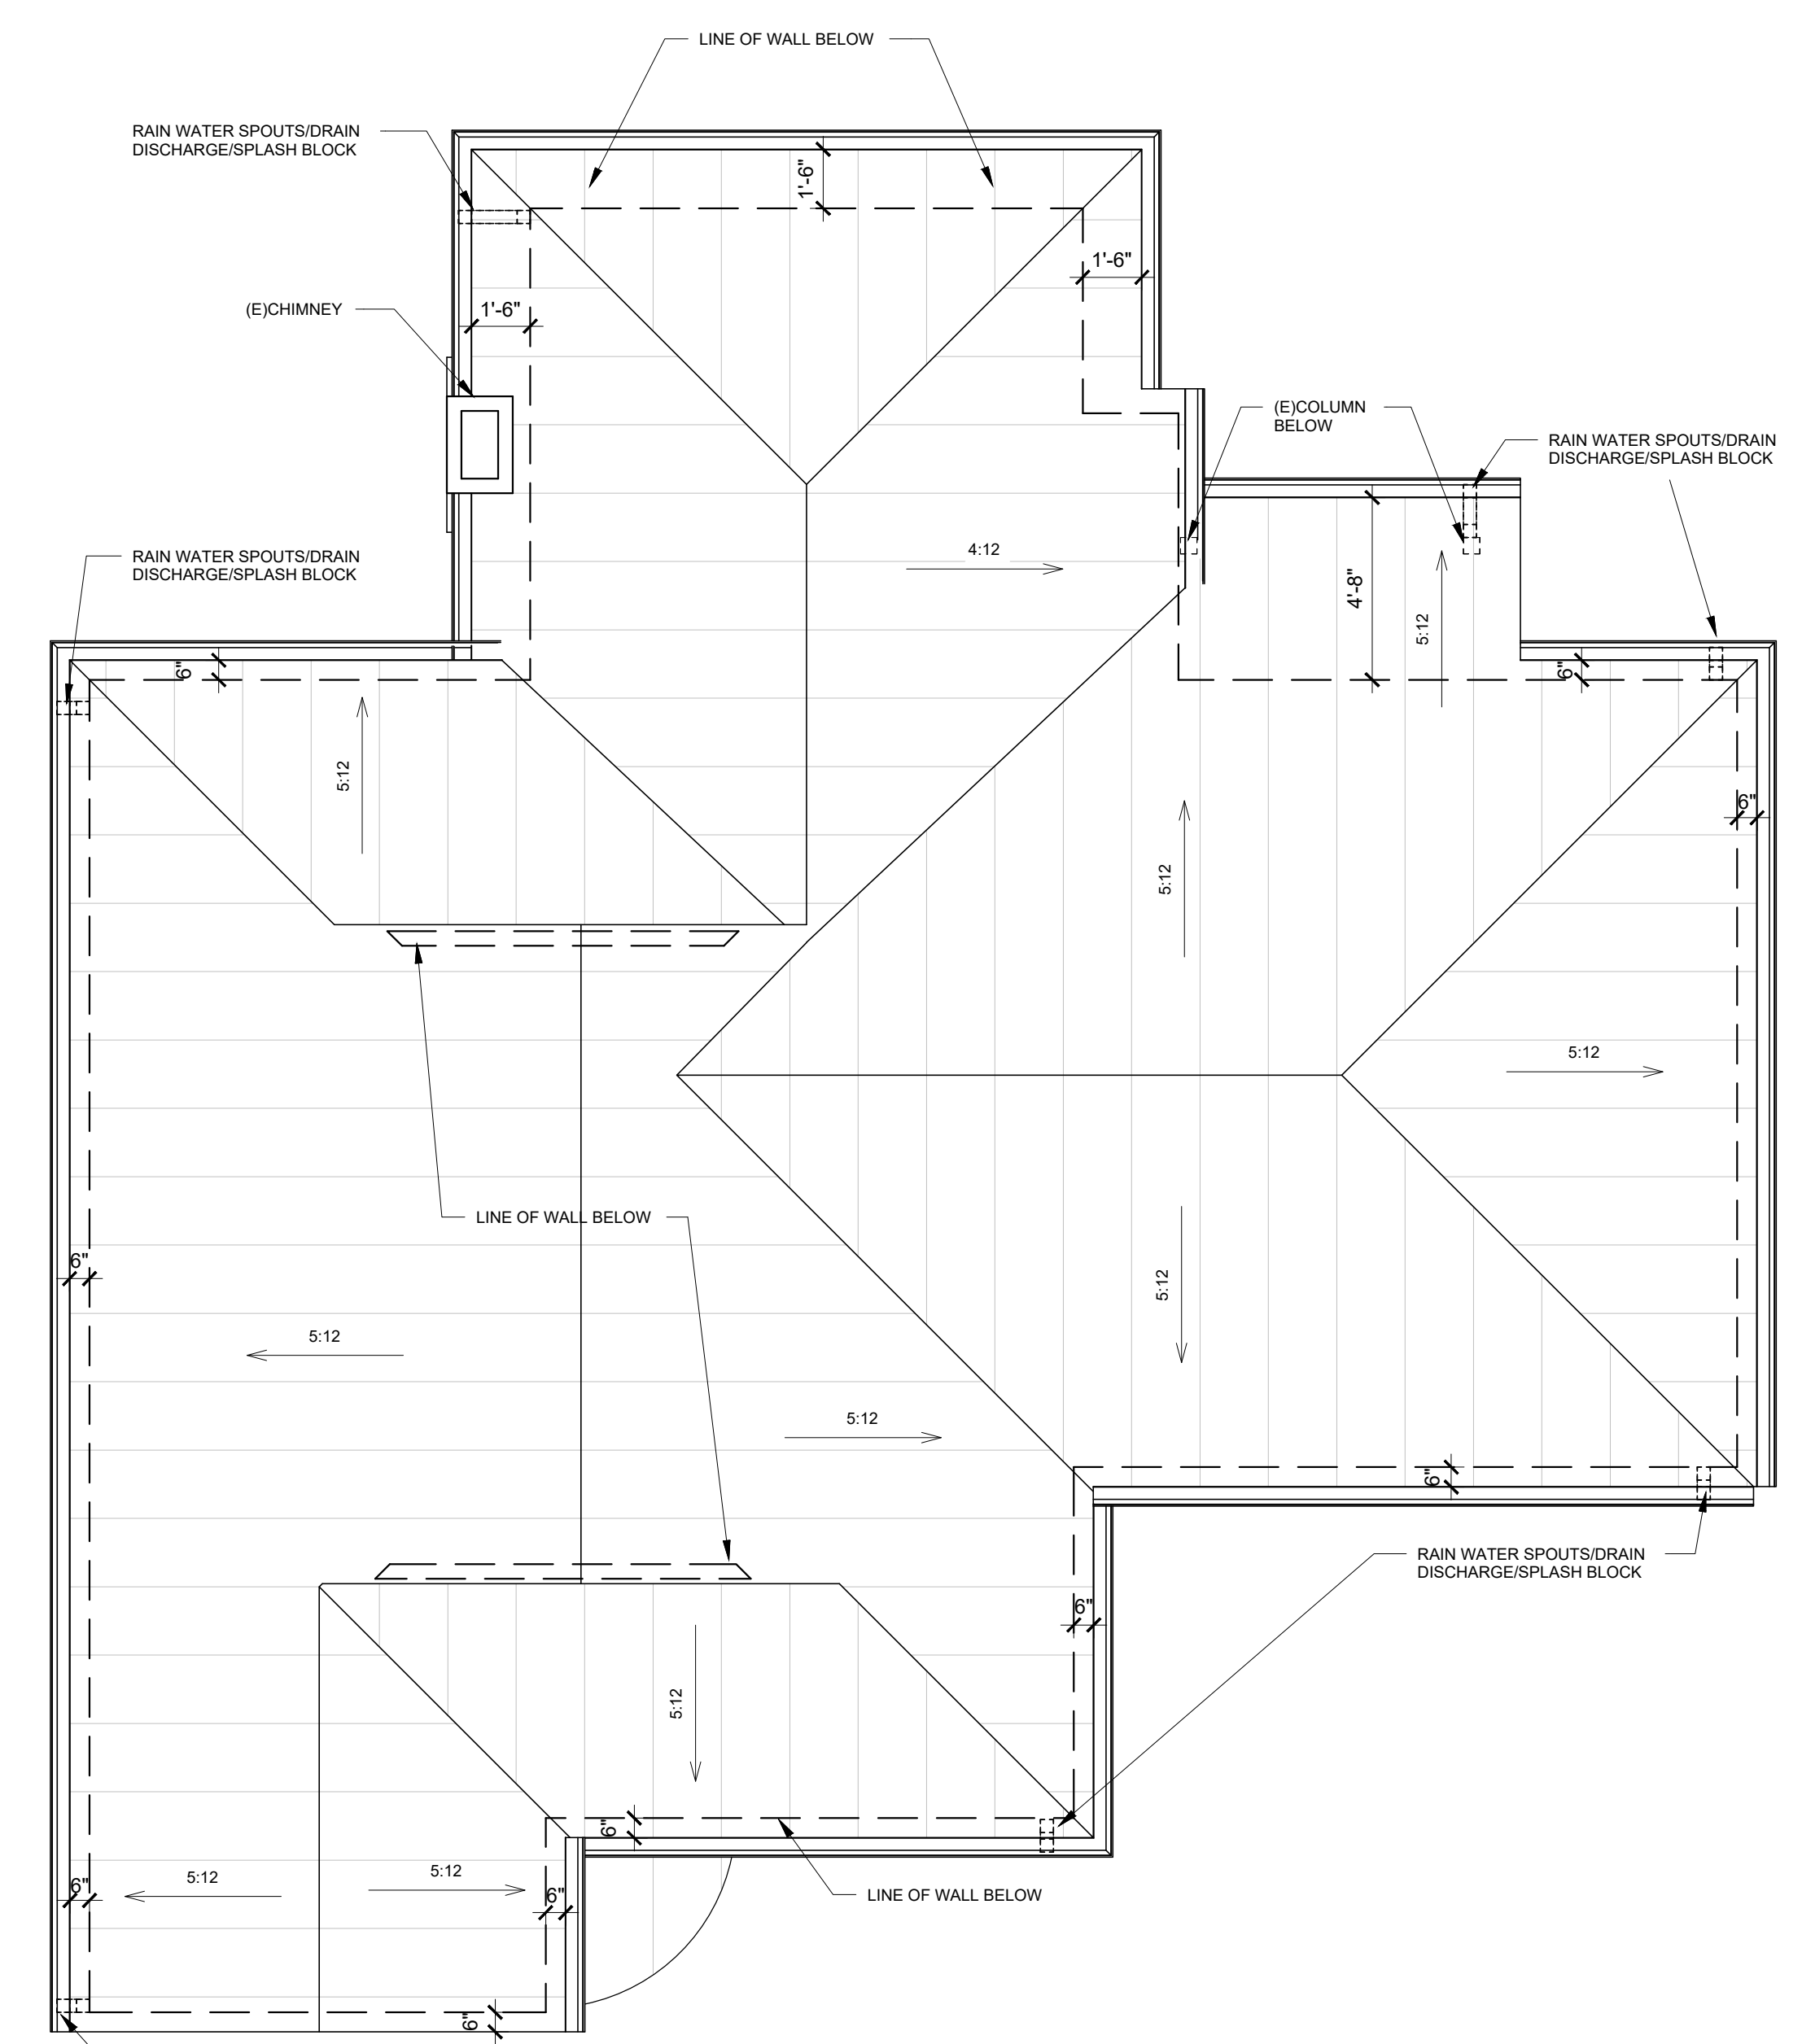 LINE OF WALL BELOW
RAIN WATER SPOUTS/DRAIN
DISCHARGE/SPLASH BLOCK
1'-6"
1'-6"
(E)CHIMNEY
1'-6"
(E)COLUMN
BELOW
RAIN WATER SPOUTS/DRAIN
DISCHARGE/SPLASH BLOCK
4:12
RAIN WATER SPOUTS/DRAIN
DISCHARGE/SPLASH BLOCK
4'-8"
5:12
6"
6"
5:12
6"
5:12
5:12
LINE OF WALL BELOW
6"
5:12
5:12
5:12
6"
RAIN WATER SPOUTS/DRAIN
DISCHARGE/SPLASH BLOCK
6"
5:12
6"
5:12
5:12
6"
6"
LINE OF WALL BELOW
6"